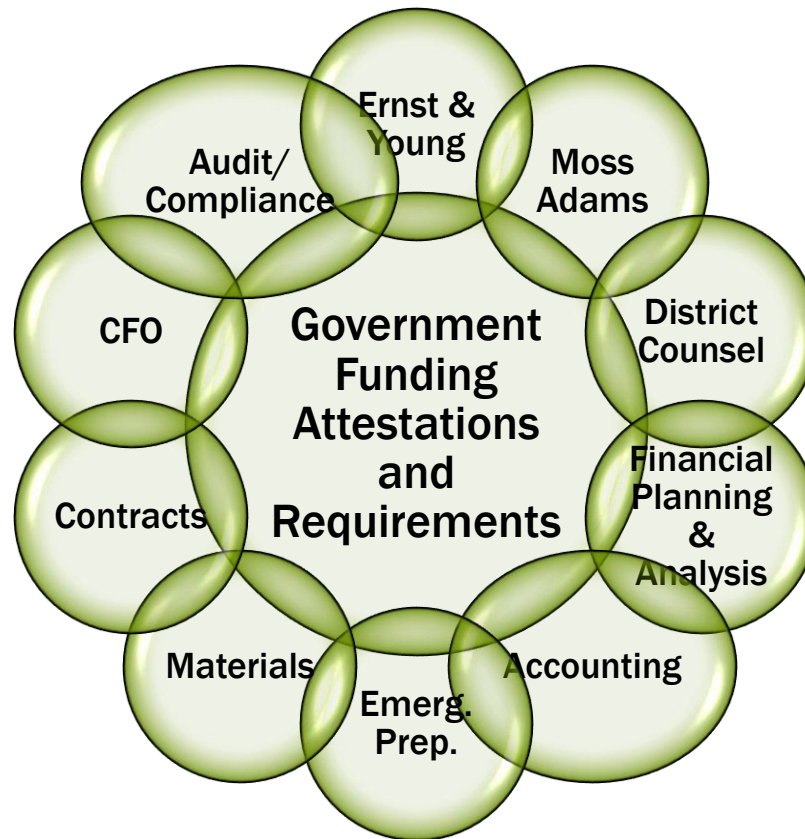 Ernst &
Young
Moss
Adams
District
Counsel
Financial
Planning
&
Analysis
Accounting
Emerg.
Prep.
Materials
Contracts
CFO
Audit/
Compliance
Government
Funding
Attestations
and
Requirements